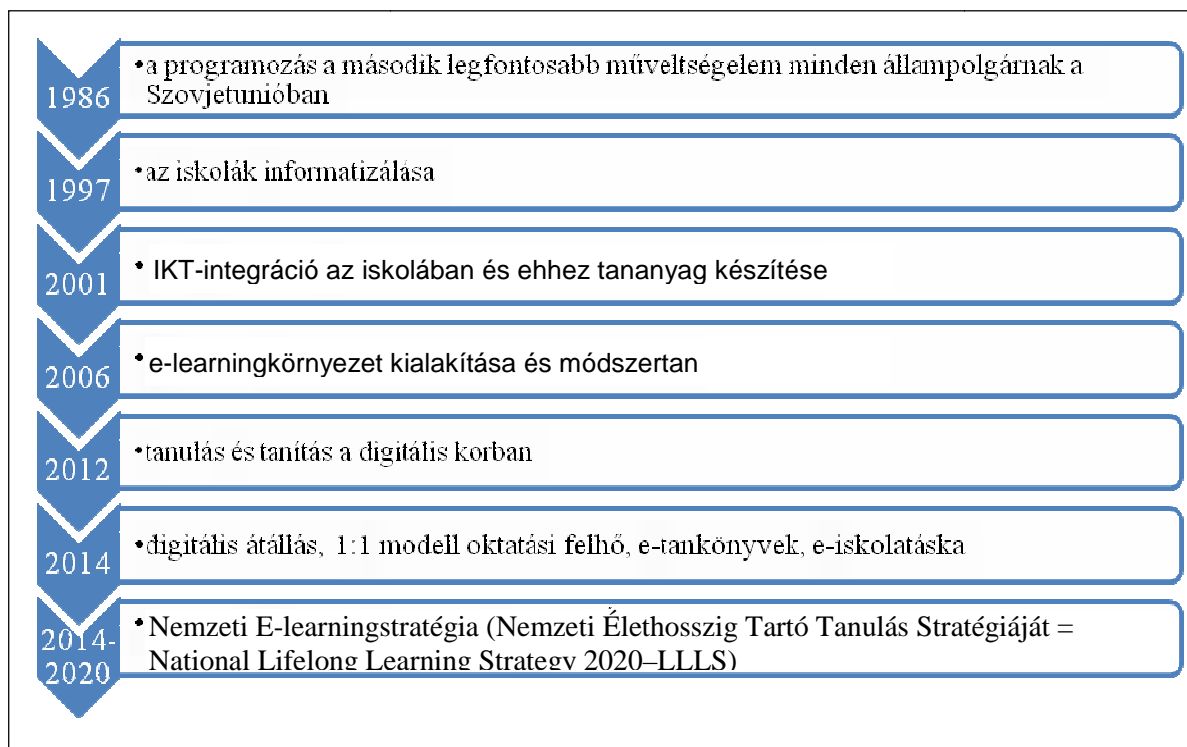 1986
•a programozás a második legfontosabb műveltségelem minden állampolgárnak a
Szovjetunióban
1997
•az iskolák informatizálása
2001
• IKT-integráció az iskolában és ehhez tananyag készítése
2006
• e-learningkörnyezet kialakítása és módszertan
2012
•tanulás és tanítás a digitális korban
2014
•digitális átállás, 1:1 modell oktatási felhő, e-tankönyvek, e-iskolatáska
2014-
2020
• Nemzeti E-learningstratégia (Nemzeti Élethosszig Tartó Tanulás Stratégiáját =
National Lifelong Learning Strategy 2020–LLLS)